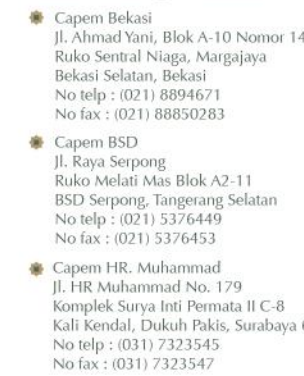 Capem Bekasi
Jl. Ahmad Yani, Blok A-10 Nomor 14
Ruko Sentral Niaga, Margajaya
Bekasi Selatan, Bekasi
No telp : (021) 8894671
No fax : (021) 88850283
Capem BSD
Jl. Raya Serpong
Ruko Melati Mas Blok A2-11
BSD Serpong, Tangerang Selatan
No telp : (021) 5376449
No fax : (021) 5376453
Capem HR. Muhammad
Jl. HR Muhammad No. 179
Komplek Surya Inti Permata II C-8
Kali Kendal, Dukuh Pakis, Surabaya
No telp : (031) 7323545
No fax : (031) 7323547